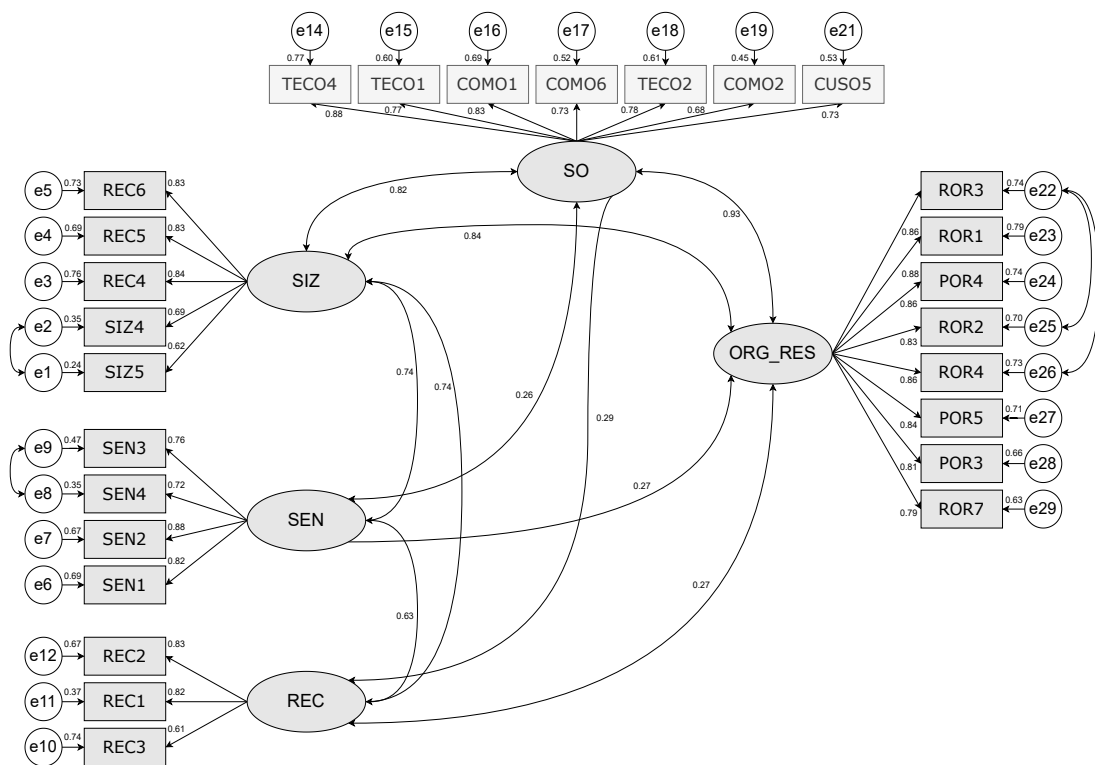 e14 e15 e16 e17 e18 e19 e21
0.77 0.60 0.69 0.52 0.61 0.45 0.53
TECO4 TECO1 COMO1 COMO6 TECO2 COMO2 CUSO5
0.88 0.77 0.83 0.73 0.78 0.68 0.73
SO
e5 0.73 REC6 0.83
e4 0.69 REC5 0.83
e3 0.76 REC4 0.84
e2 0.35 SIZ4 0.69
e1 0.24 SIZ5 0.62
SIZ
0.82
0.84
0.93
0.74
0.74
0.26
0.29
0.27
0.27
0.63
ORG_RES
0.86 ROR3 0.74 e22
ROR1 0.79 e23
0.88 POR4 0.74 e24
0.86
0.83 ROR2 0.70 e25
0.86 ROR4 0.73 e26
0.84 POR5 0.71 e27
0.81 POR3 0.66 e28
0.79 ROR7 0.63 e29
e9 0.47 SEN3 0.76
e8 0.35 SEN4 0.72
e7 0.67 SEN2 0.88
e6 0.69 SEN1 0.82
SEN
e12 0.67 REC2 0.83
e11 0.37 REC1 0.82
e10 0.74 REC3 0.61
REC